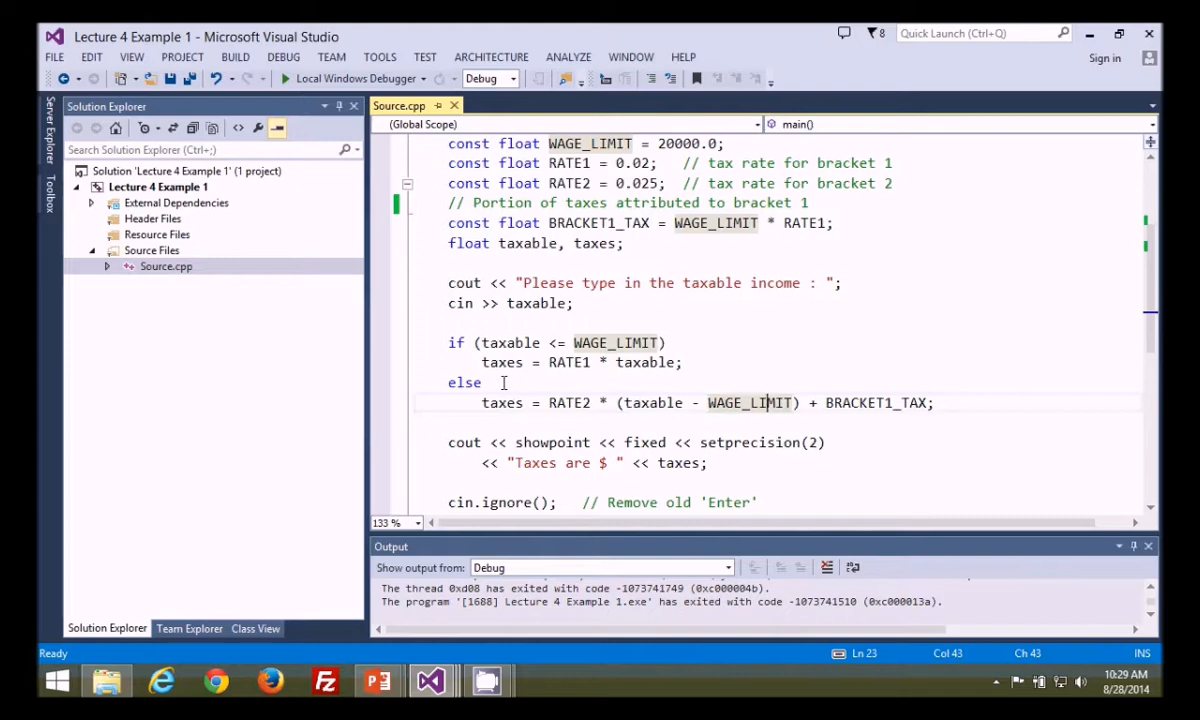 Lecture 4 Example 1 - Microsoft Visual Studio
8
Quick Launch (Ctrl+Q)
FILE EDIT VIEW PROJECT BUILD DEBUG TEAM TOOLS TEST ARCHITECTURE ANALYZE WINDOW HELP
Sign in
Local Windows Debugger
Debug
Server Explorer
Toolbox
Solution Explorer
Search Solution Explorer (Ctrl+;)
Solution 'Lecture 4 Example 1' (1 project)
Lecture 4 Example 1
External Dependencies
Header Files
Resource Files
Source Files
Source.cpp
Solution Explorer Team Explorer Class View
Source.cpp
(Global Scope)
main()
const float WAGE_LIMIT = 20000.0;
const float RATE1 = 0.02; // tax rate for bracket 1
const float RATE2 = 0.025; // tax rate for bracket 2
// Portion of taxes attributed to bracket 1
const float BRACKET1_TAX = WAGE_LIMIT * RATE1;
float taxable, taxes;
cout << "Please type in the taxable income : ";
cin >> taxable;
if (taxable <= WAGE_LIMIT)
taxes = RATE1 * taxable;
else
taxes = RATE2 * (taxable - WAGE_LIMIT) + BRACKET1_TAX;
cout << showpoint << fixed << setprecision(2)
<< "Taxes are $ " << taxes;
cin.ignore(); // Remove old 'Enter'
133 %
Output
Show output from: Debug
The thread 0xd08 has exited with code -1073741749 (0xc000004b).
The program '[1688] Lecture 4 Example 1.exe' has exited with code -1073741510 (0xc000013a).
Ready
Ln 23 Col 43 Ch 43 INS
10:29 AM
8/28/2014